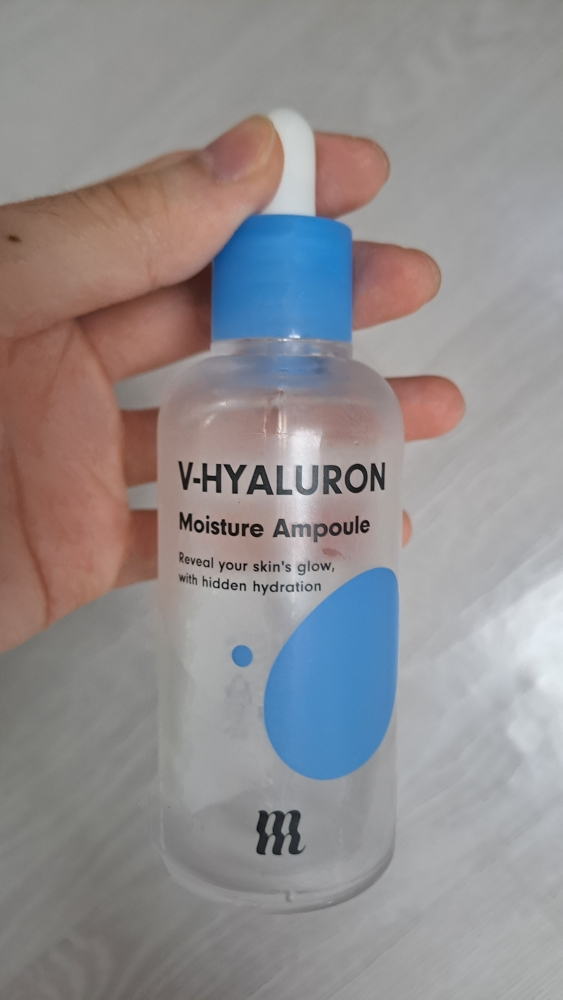 V-HYALURON
Moisture Ampoule
Reveal your skin's glow,
with hidden hydration
m